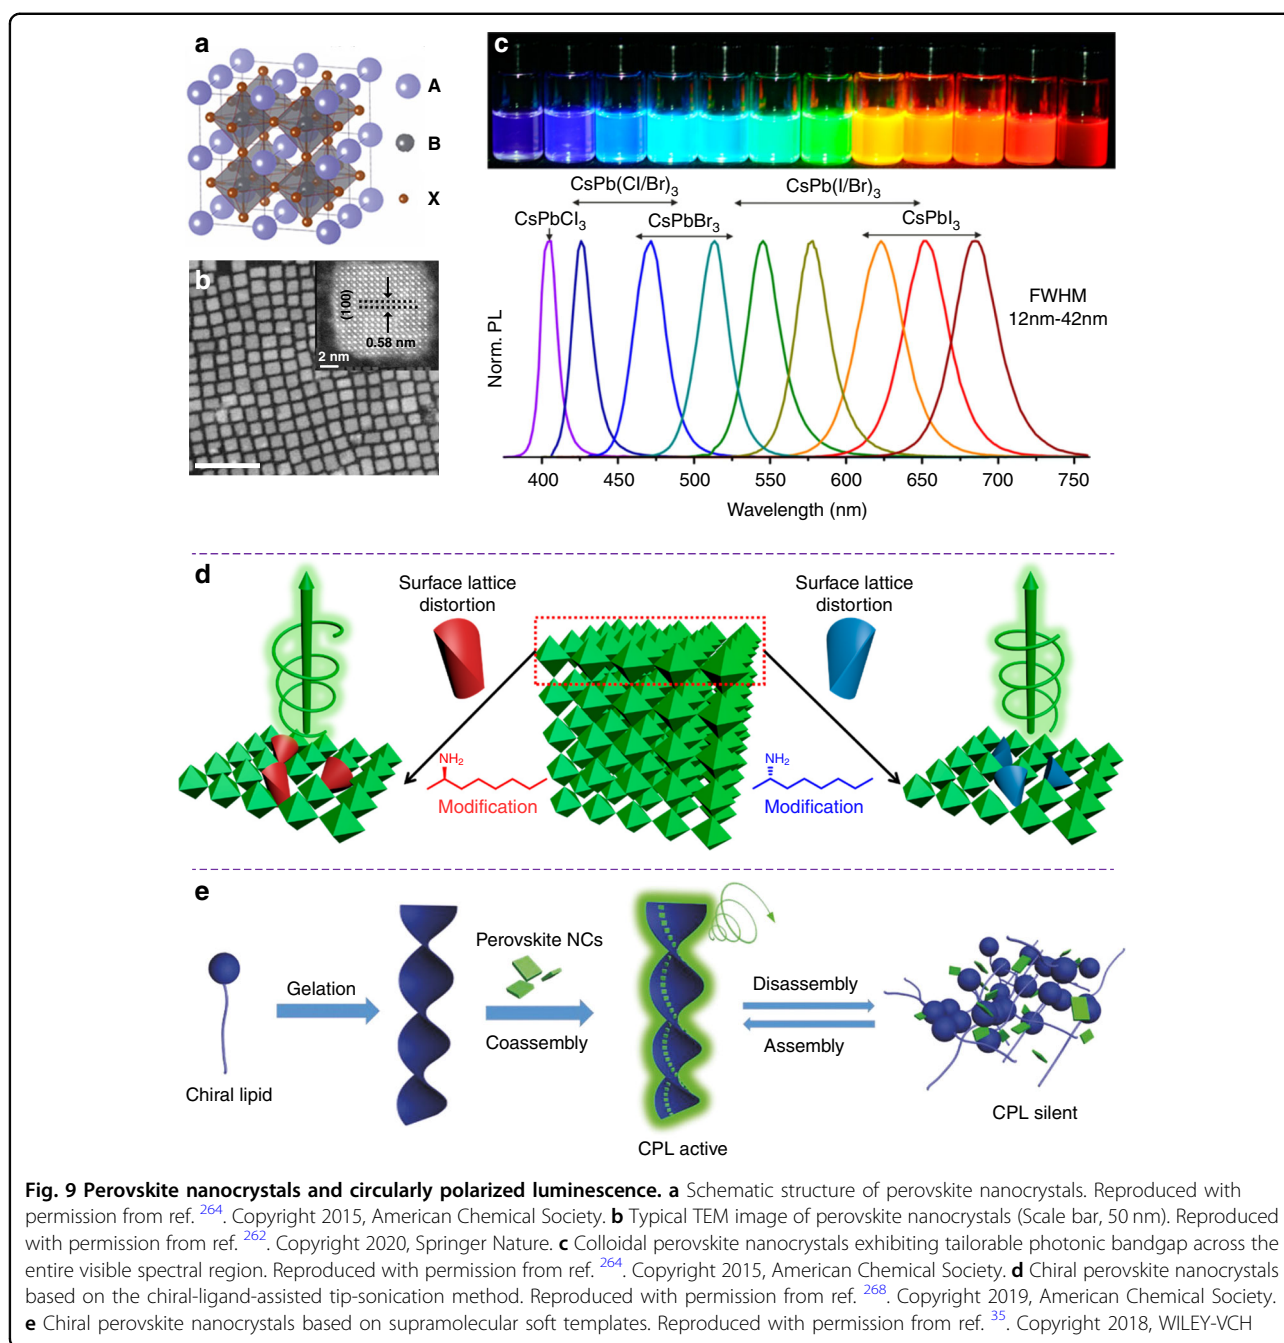 a
A
B
X
b
(100)
0.58 nm
2 nm
c
CsPb(Cl/Br)₃
CsPb(I/Br)₃
CsPbCl₃
CsPbBr₃
CsPbI₃
FWHM
12nm-42nm
Norm. PL
400 450 500 550 600 650 700 750
Wavelength (nm)
d
Surface lattice
distortion
Surface lattice
distortion
NH₂
Modification
NH₂
Modification
e
Chiral lipid
Gelation
Perovskite NCs
Coassembly
CPL active
Disassembly
Assembly
CPL silent
Fig. 9 Perovskite nanocrystals and circularly polarized luminescence. a Schematic structure of perovskite nanocrystals. Reproduced with
permission from ref. 264. Copyright 2015, American Chemical Society. b Typical TEM image of perovskite nanocrystals (Scale bar, 50 nm). Reproduced
with permission from ref. 262. Copyright 2020, Springer Nature. c Colloidal perovskite nanocrystals exhibiting tailorable photonic bandgap across the
entire visible spectral region. Reproduced with permission from ref. 264. Copyright 2015, American Chemical Society. d Chiral perovskite nanocrystals
based on the chiral-ligand-assisted tip-sonication method. Reproduced with permission from ref. 268. Copyright 2019, American Chemical Society.
e Chiral perovskite nanocrystals based on supramolecular soft templates. Reproduced with permission from ref. 35. Copyright 2018, WILEY-VCH